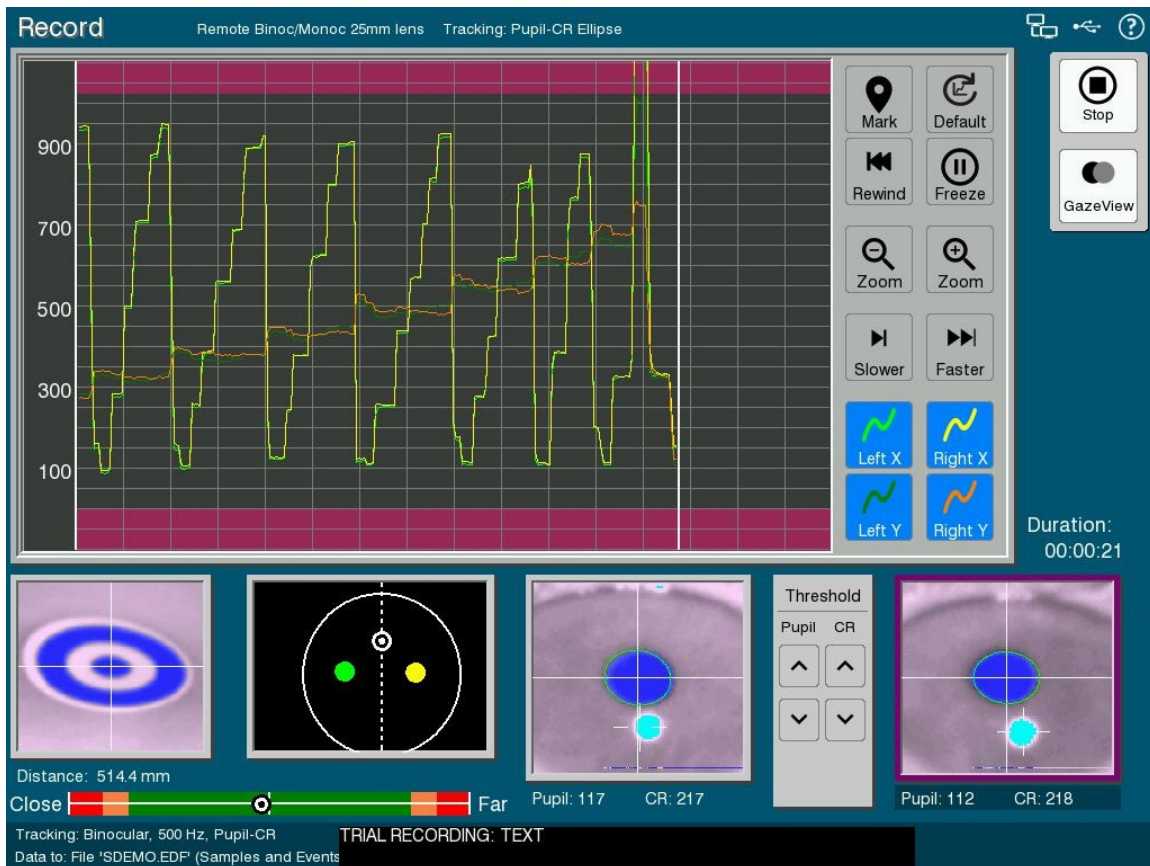 Record
Remote Binoc/Monoc 25mm lens Tracking: Pupil-CR Ellipse
Stop
GazeView
900
700
500
300
100
Mark
Default
Rewind
Freeze
Zoom
Zoom
Slower
Faster
Left X
Right X
Left Y
Right Y
Duration:
00:00:21
Threshold
Pupil CR
Distance: 514.4 mm
Close
Far
Pupil: 117 CR: 217
Pupil: 112 CR: 218
Tracking: Binocular, 500 Hz, Pupil-CR
Data to: File 'SDEMO.EDF' (Samples and Events
TRIAL RECORDING: TEXT